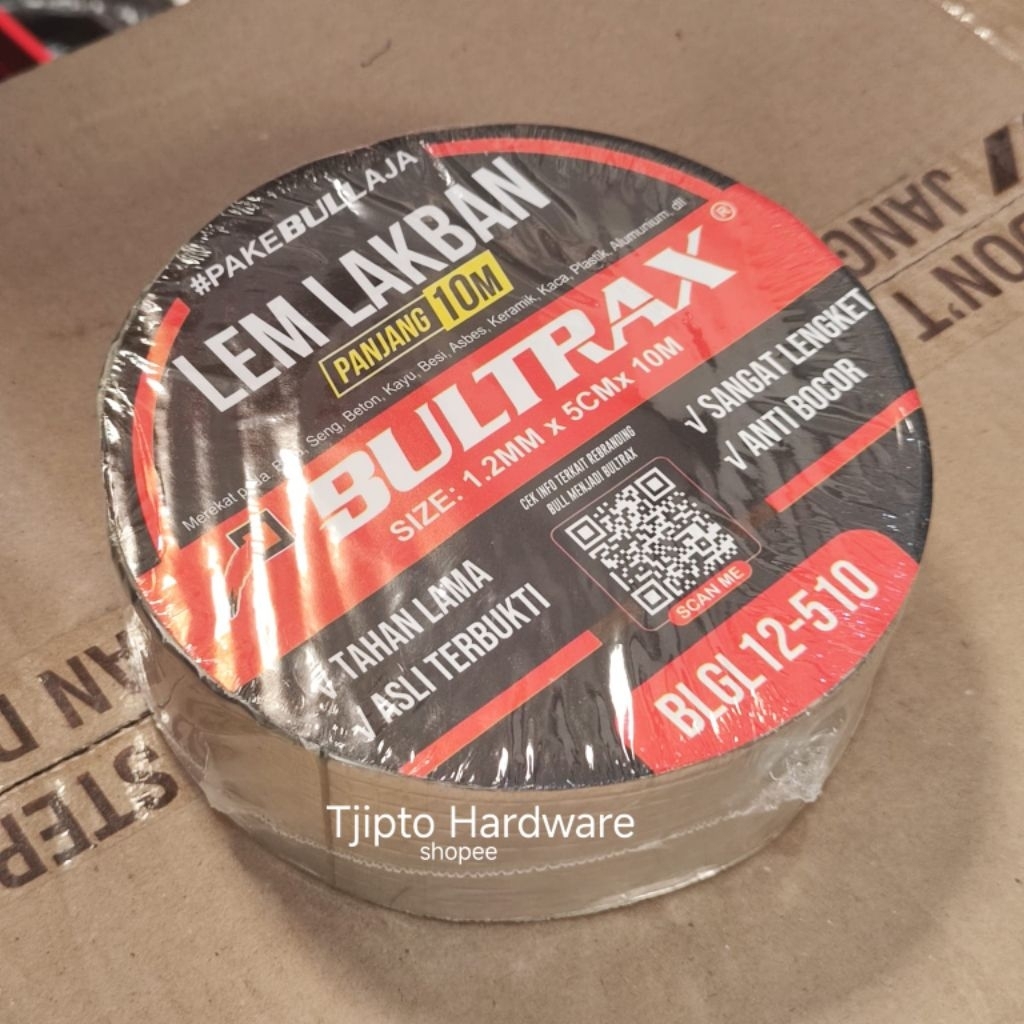 #PAKEBULLAJA
LEM LAKBAN
PANJANG 10M
Merekat pada Seng, Beton, Kayu, Besi, Asbes, Keramik, Kaca, Plastik, Alumunium, dll
BULTRAX®
SIZE: 1.2MM x 5CMx 10M
√ SANGAT LENGKET
√ ANTI BOCOR
CEK INFO TERKAIT REBRANDING
BULL MENJADI BULTRAX
SCAN ME
√ TAHAN LAMA
√ ASLI TERBUKTI
BLGL 12-510
Tjipto Hardware
shopee
DON'T
JANG
AN D
STEP